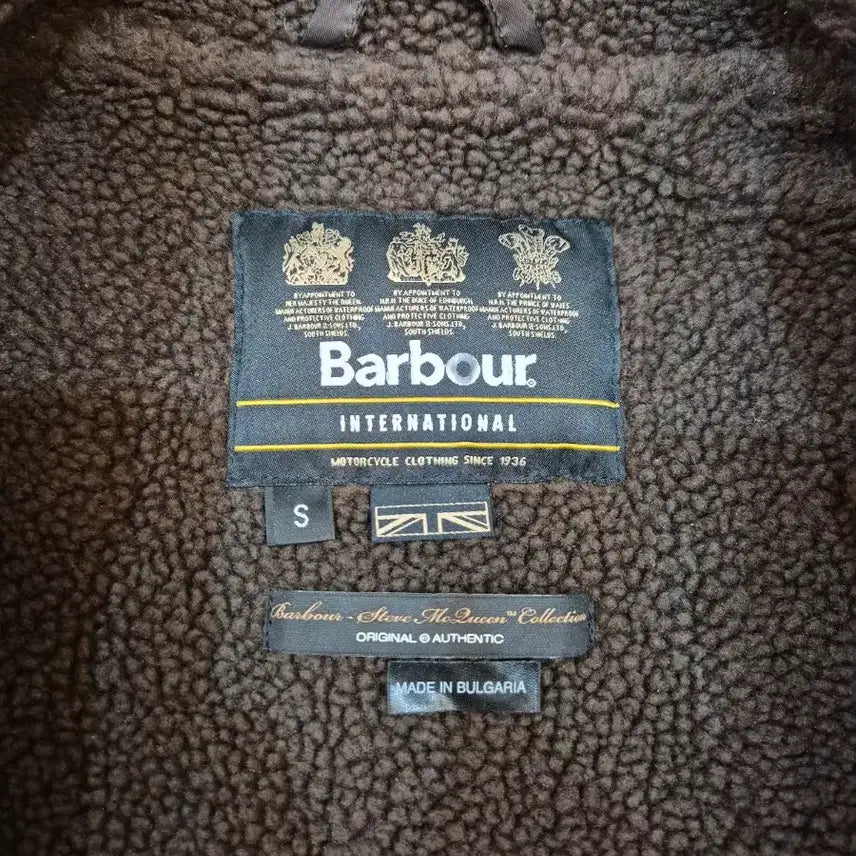 BY APPOINTMENT TO
HER MAJESTY THE QUEEN
MANUFACTURERS OF WATERPROOF
AND PROTECTIVE CLOTHING
J. BARBOUR & SONS LTD,
SOUTH SHIELDS.
BY APPOINTMENT TO
H.R.H. THE DUKE OF EDINBURGH
MANUFACTURERS OF WATERPROOF
AND PROTECTIVE CLOTHING
J. BARBOUR & SONS LTD,
SOUTH SHIELDS.
BY APPOINTMENT TO
H.R.H. THE PRINCE OF WALES
MANUFACTURERS OF WATERPROOF
AND PROTECTIVE CLOTHING
J. BARBOUR & SONS LTD,
SOUTH SHIELDS.
Barbour®
INTERNATIONAL
MOTORCYCLE CLOTHING SINCE 1936
S
Barbour - Steve McQueen™ Collection
ORIGINAL & AUTHENTIC
MADE IN BULGARIA